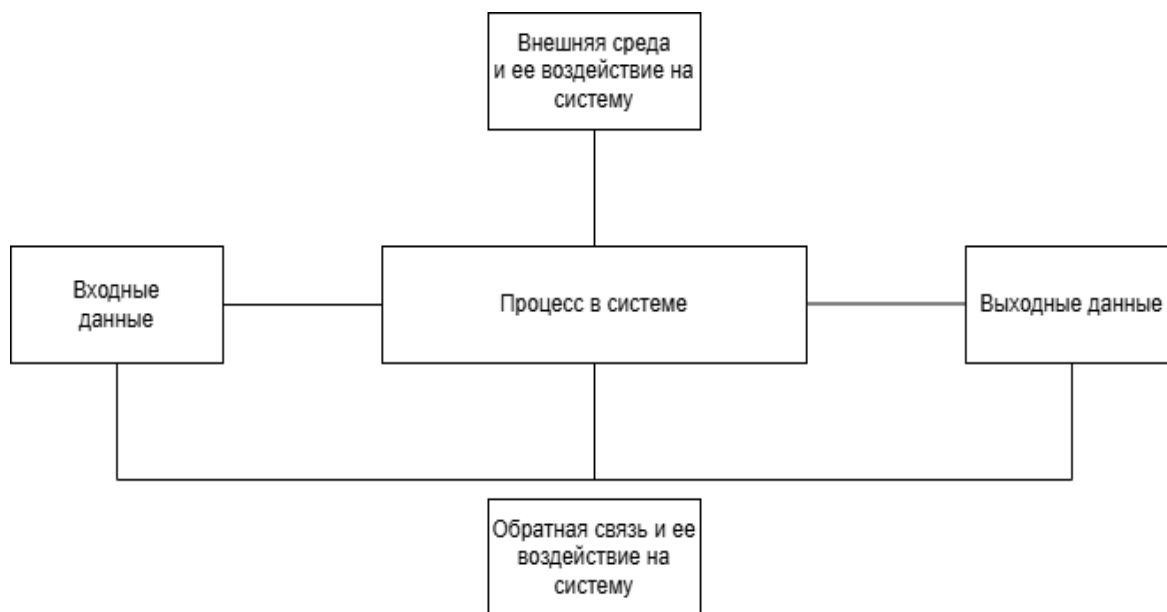 Внешняя среда
и ее воздействие на
систему
Входные
данные
Процесс в системе
Выходные данные
Обратная связь и ее
воздействие на
систему